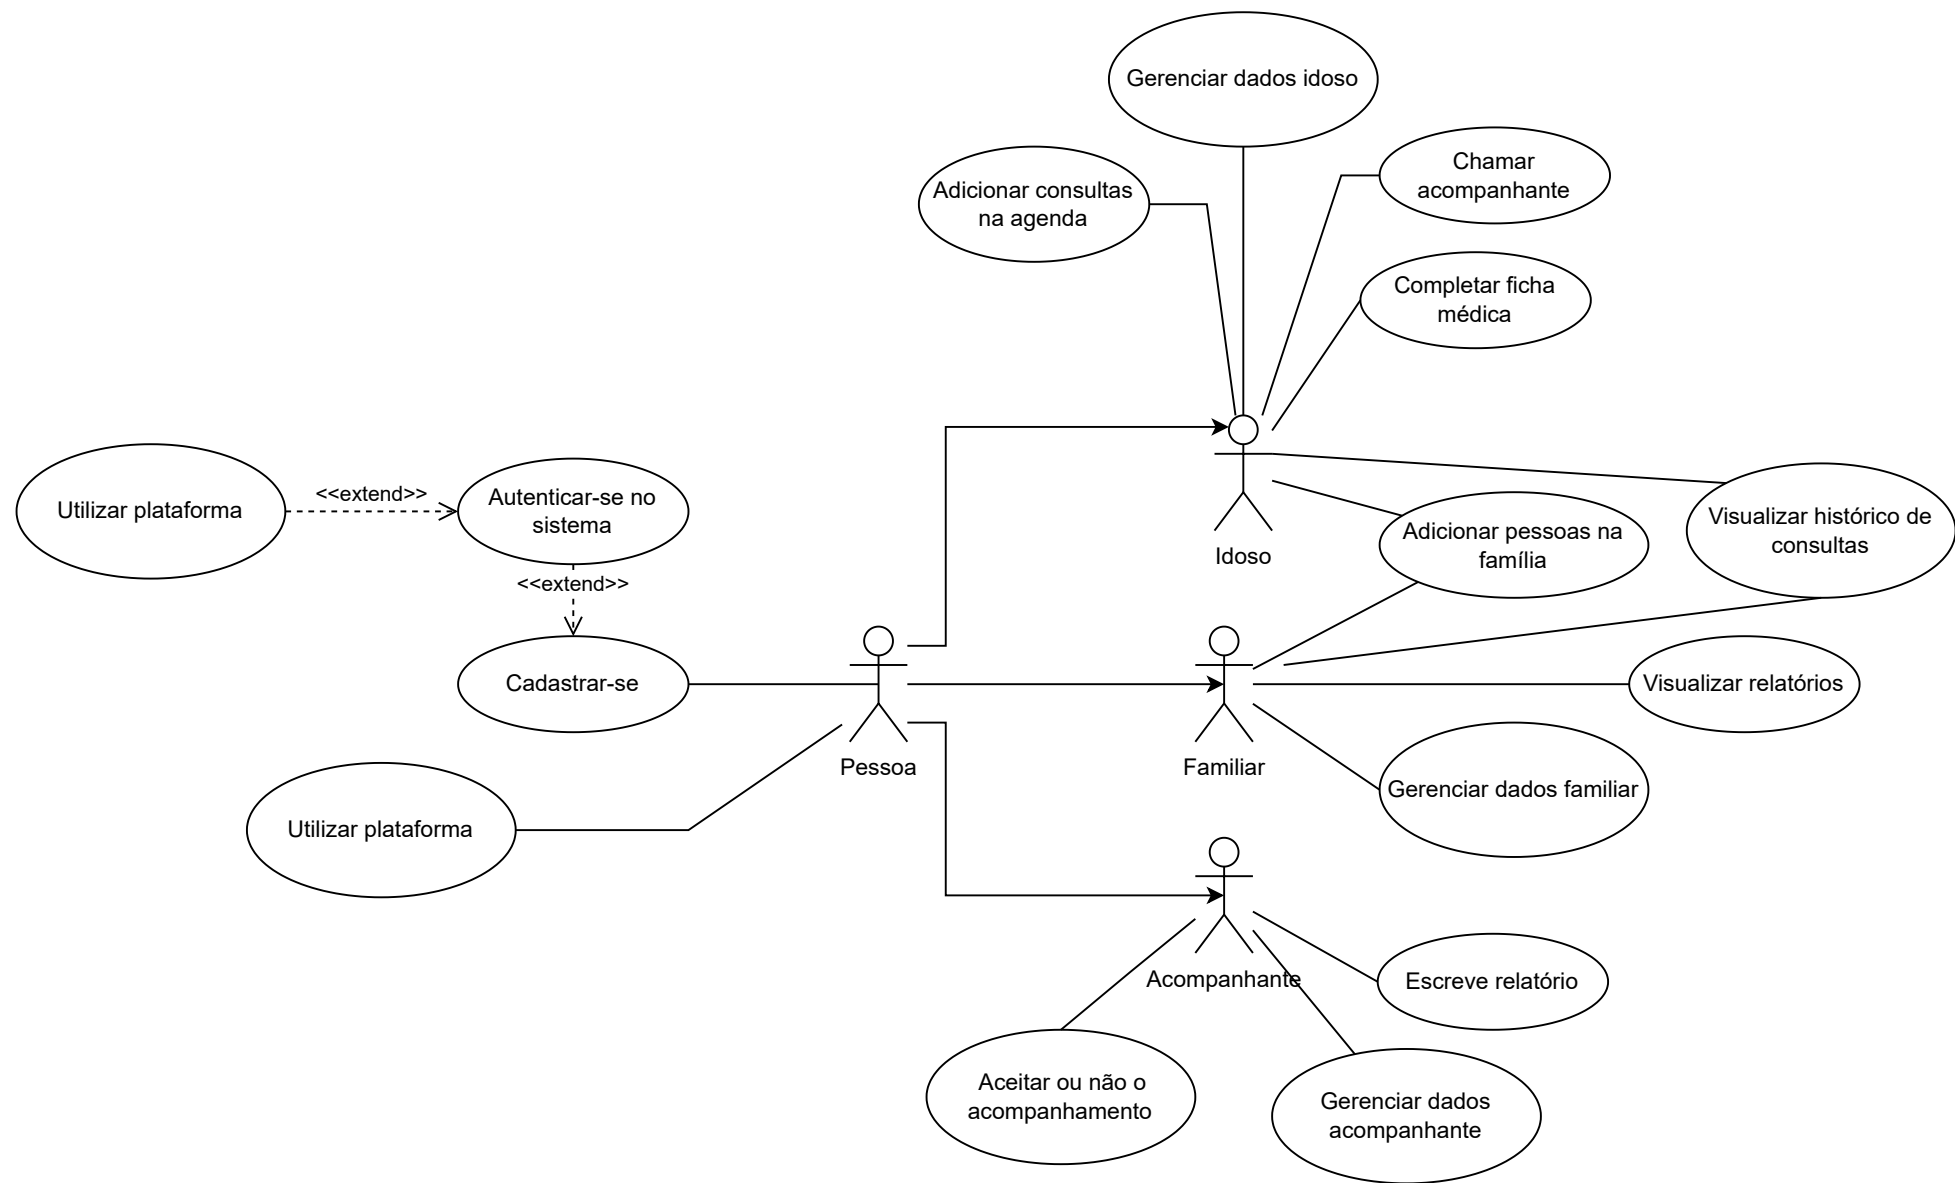 Gerenciar dados idoso
Chamar
acompanhante
Adicionar consultas
na agenda
Completar ficha
médica
Utilizar plataforma
<<extend>>
Autenticar-se no
sistema
<<extend>>
Idoso
Adicionar pessoas na
família
Visualizar histórico de
consultas
Cadastrar-se
Pessoa
Familiar
Visualizar relatórios
Utilizar plataforma
Gerenciar dados familiar
Acompanhante
Escreve relatório
Aceitar ou não o
acompanhamento
Gerenciar dados
acompanhante